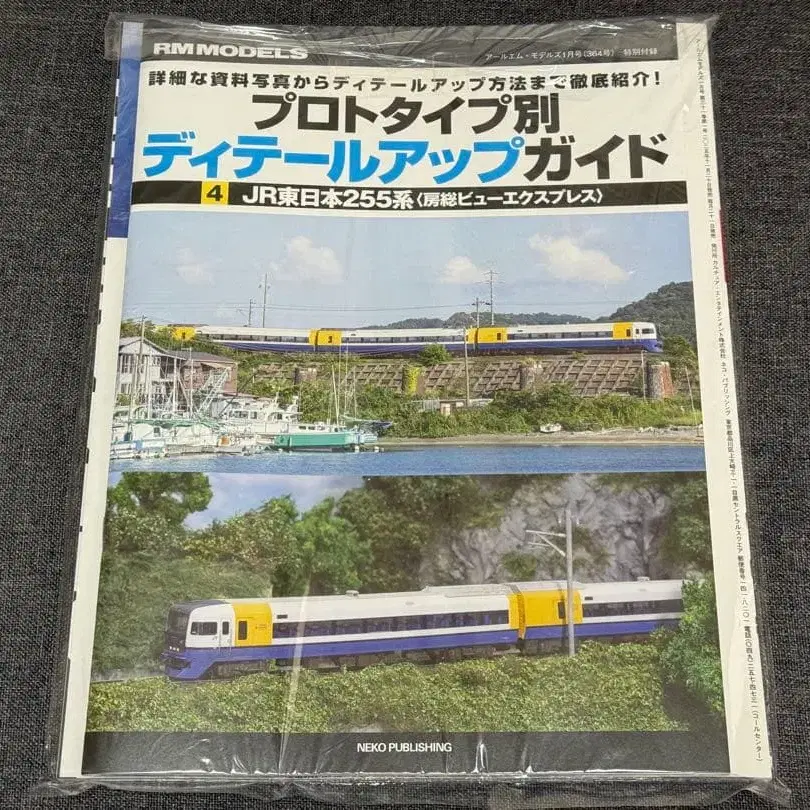 RM MODELS
アールエム・モデルズ1月号(364号) 特別付録
詳細な資料写真からディテールアップ方法まで徹底紹介!
プロトタイプ別
ディテールアップガイド
4 JR東日本255系〈房総ビューエクスプレス〉
NEKO PUBLISHING